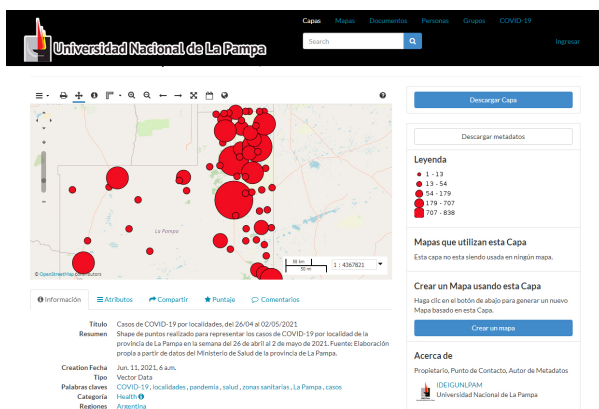 Capas Mapas Documentos Personas Grupos COVID-19
Universidad Nacional de La Pampa
Search
Ingresar
Descargar Capa
Descargar metadatos
Leyenda
1 - 13
13 - 54
54 - 179
179 - 707
707 - 838
La Pampa
50 km
50 mi
1 : 4367821
© OpenStreetMap contributors
Mapas que utilizan esta Capa
Esta capa no esta siendo usada en ningún mapa.
Información Atributos Compartir Puntaje Comentarios
Crear un Mapa usando esta Capa
Haga clic en el botón de abajo para generar un nuevo
Mapa basado en esta Capa.
Crear un mapa
Título Casos de COVID-19 por localidades, del 26/04 al 02/05/2021
Resumen Shape de puntos realizado para representar los casos de COVID-19 por localidad de la
provincia de La Pampa en la semana del 26 de abril al 2 de mayo de 2021. Fuente: Elaboración
propia a partir de datos del Ministerio de Salud de la provincia de La Pampa.
Creation Fecha Jun. 11, 2021, 6 a.m.
Tipo Vector Data
Palabras claves COVID-19 , localidades , pandemia , salud , zonas sanitarias , La Pampa , casos
Categoría Health
Regiones Argentina
Acerca de
Propietario, Punto de Contacto, Autor de Metadatos
IDEIGUNLPAM
Universidad Nacional de La Pampa